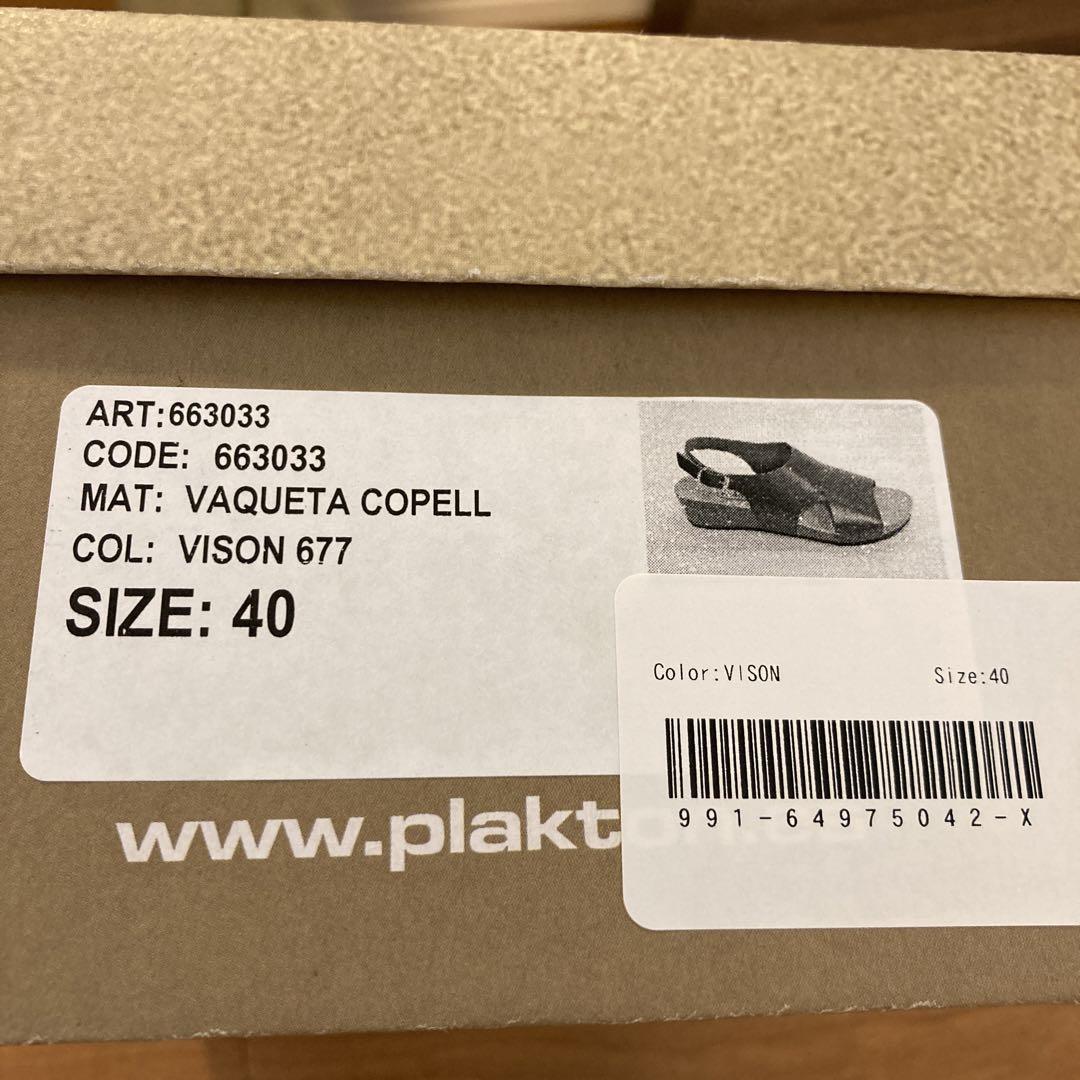 ART:663033
CODE: 663033
MAT: VAQUETA COPELL
COL: VISON 677
SIZE: 40
Color:VISON Size:40
991-64975042-X
www.plakton